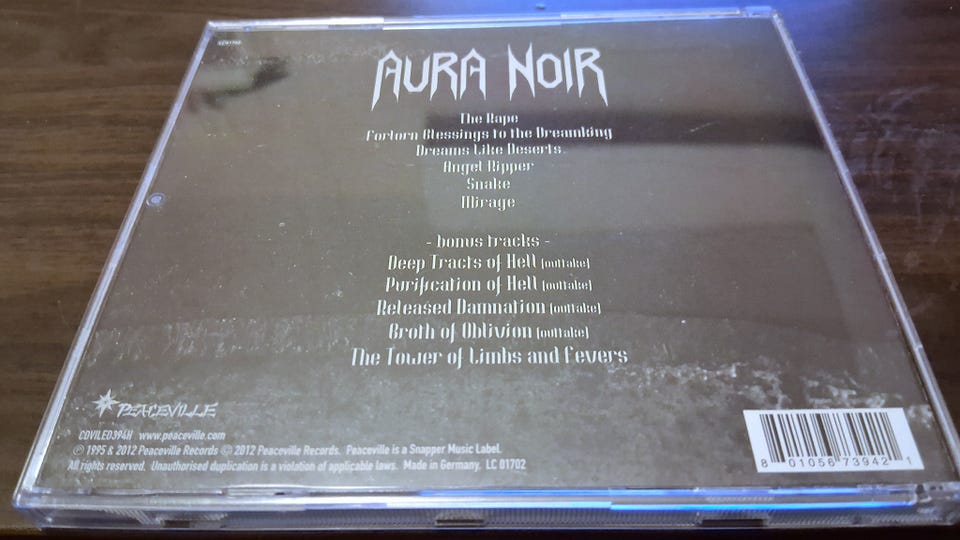 AURA NOIR
The Rape
Forlorn Blessings to the Dreamking
Dreams Like Deserts
Angel Ripper
Snake
Mirage
- bonus tracks -
Deep Tracts of Hell (outtake)
Purification of Hell (outtake)
Released Damnation (outtake)
Broth of Oblivion (outtake)
The Tower of Limbs and Fevers
PEACEVILLE
CDVILED394H www.peaceville.com
℗ 1995 & 2012 Peaceville Records © 2012 Peaceville Records. Peaceville is a Snapper Music Label.
All rights reserved. Unauthorised duplication is a violation of applicable laws. Made in Germany. LC 01702
8 01056 73942 1